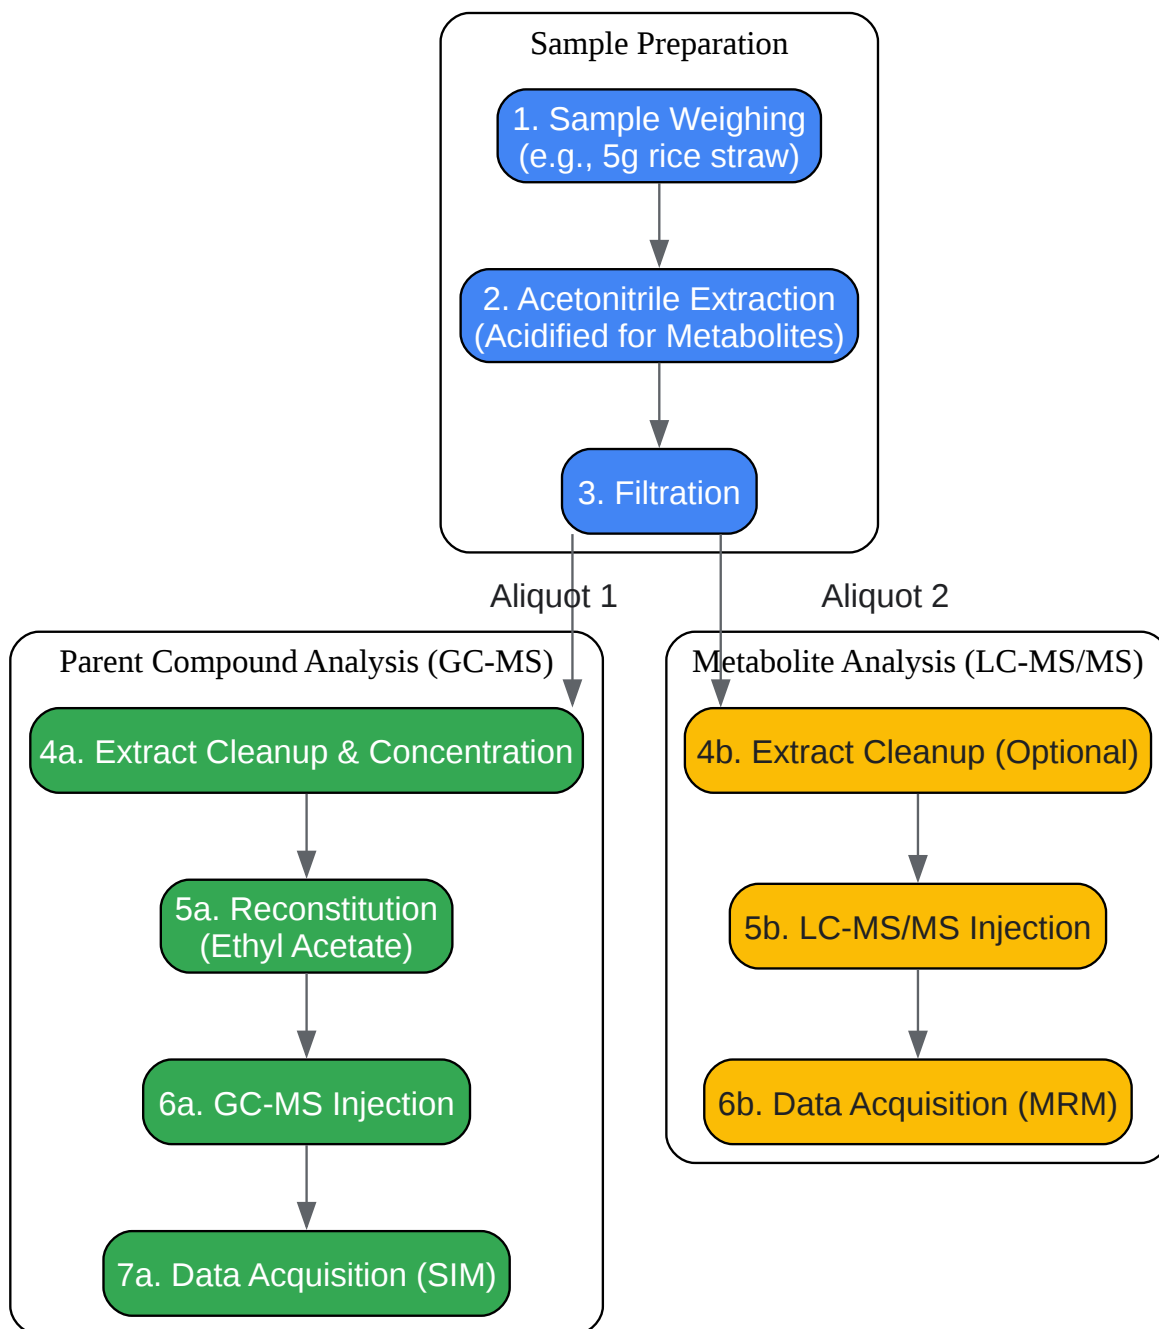 Sample Preparation
1. Sample Weighing
(e.g., 5g rice straw)
2. Acetonitrile Extraction
(Acidified for Metabolites)
3. Filtration
Aliquot 1
Aliquot 2
Parent Compound Analysis (GC-MS)
4a. Extract Cleanup & Concentration
5a. Reconstitution
(Ethyl Acetate)
6a. GC-MS Injection
7a. Data Acquisition (SIM)
Metabolite Analysis (LC-MS/MS)
4b. Extract Cleanup (Optional)
5b. LC-MS/MS Injection
6b. Data Acquisition (MRM)